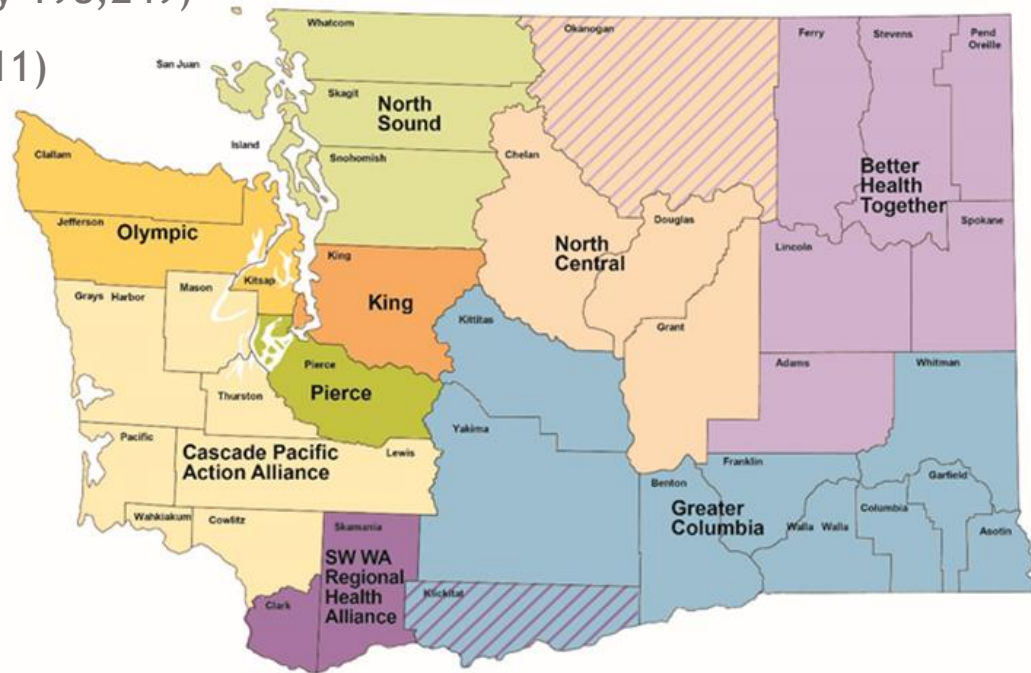 y 193,249)
11)
Whatcom
Okanogan
Ferry
Stevens
Pend
Oreille
San Juan
Skagit
North
Sound
Island
Snohomish
Chelan
Clallam
Better
Health
Together
Jefferson
Olympic
Douglas
Spokane
King
North
Central
Lincoln
Mason
Kitsap
Grays Harbor
King
Kittitas
Grant
Pierce
Pierce
Adams
Whitman
Thurston
Yakima
Pacific
Cascade Pacific
Action Alliance
Lewis
Franklin
Benton
Greater
Columbia
Garfield
Columbia
Walla Walla
Asotin
Wahkiakum
Cowlitz
Skamania
SW WA
Regional
Health
Alliance
Clark
Klickitat